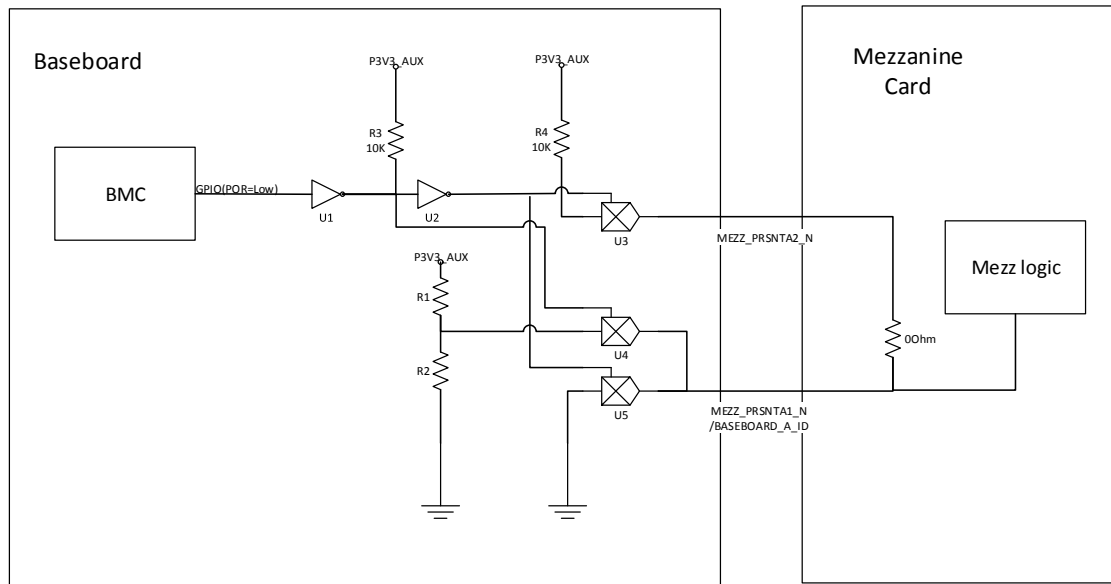 Baseboard
Mezzanine
Card
P3V3_AUX
P3V3_AUX
R3
10K
R4
10K
BMC
GPIO(POR=Low)
U1
U2
U3
MEZZ_PRSNTA2_N
Mezz logic
P3V3_AUX
R1
U4
0Ohm
R2
U5
MEZZ_PRSNTA1_N
/BASEBOARD_A_ID